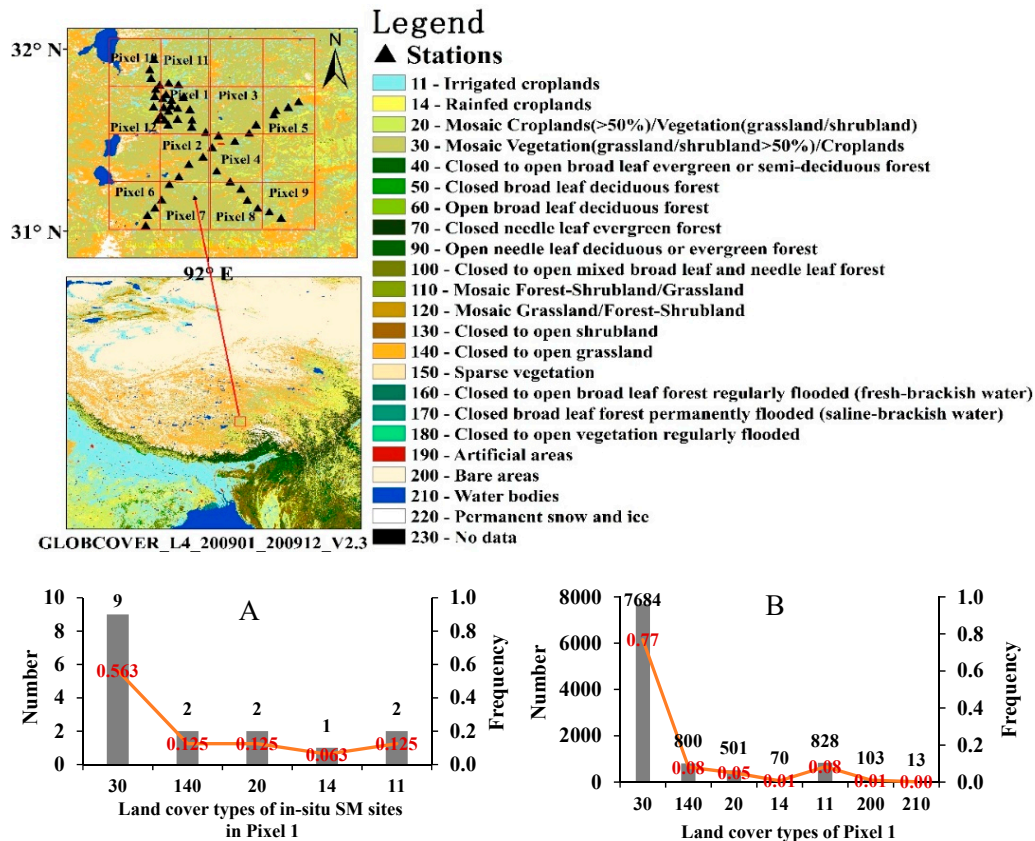 Legend
▲ Stations
11 - Irrigated croplands
14 - Rainfed croplands
20 - Mosaic Croplands(>50%)/Vegetation(grassland/shrubland)
30 - Mosaic Vegetation(grassland/shrubland>50%)/Croplands
40 - Closed to open broad leaf evergreen or semi-deciduous forest
50 - Closed broad leaf deciduous forest
60 - Open broad leaf deciduous forest
70 - Closed needle leaf evergreen forest
90 - Open needle leaf deciduous or evergreen forest
100 - Closed to open mixed broad leaf and needle leaf forest
110 - Mosaic Forest-Shrubland/Grassland
120 - Mosaic Grassland/Forest-Shrubland
130 - Closed to open shrubland
140 - Closed to open grassland
150 - Sparse vegetation
160 - Closed to open broad leaf forest regularly flooded (fresh-brackish water)
170 - Closed broad leaf forest permanently flooded (saline-brackish water)
180 - Closed to open vegetation regularly flooded
190 - Artificial areas
200 - Bare areas
210 - Water bodies
220 - Permanent snow and ice
230 - No data
32° N
N
Pixel 10 Pixel 11
Pixel 1 Pixel 3
Pixel 12 Pixel 5
Pixel 2 Pixel 4
Pixel 6 Pixel 9
Pixel 7 Pixel 8
31° N
92° E
GLOBCOVER_L4_200901_200912_V2.3
A
Number
10
8
6
4
2
0
9
2
2
1
2
0.563
0.125
0.125
0.063
0.125
1.0
0.8
0.6
0.4
0.2
0.0
Frequency
30 140 20 14 11
Land cover types of in-situ SM sites
in Pixel 1
B
Number
8000
6000
4000
2000
0
7684
800
501
70
828
103
13
0.77
0.08
0.05
0.01
0.08
0.01
0.00
1.0
0.8
0.6
0.4
0.2
0.0
Frequency
30 140 20 14 11 200 210
Land cover types of Pixel 1